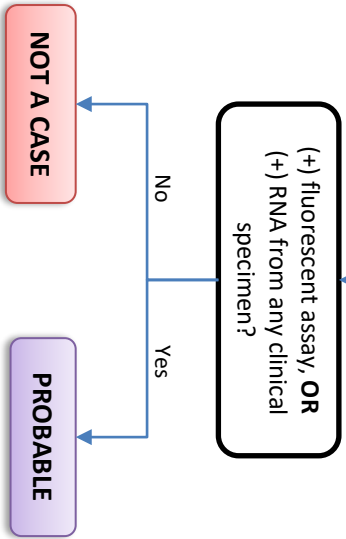 (+) fluorescent assay, OR
(+) RNA from any clinical
specimen?
No
Yes
NOT A CASE
PROBABLE